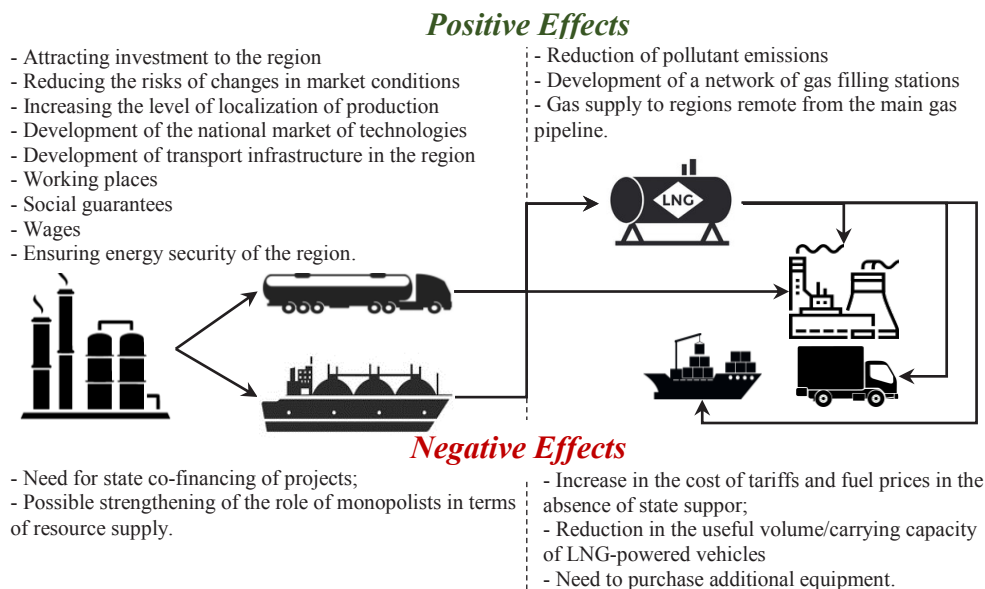 Positive Effects
- Attracting investment to the region
- Reducing the risks of changes in market conditions
- Increasing the level of localization of production
- Development of the national market of technologies
- Development of transport infrastructure in the region
- Working places
- Social guarantees
- Wages
- Ensuring energy security of the region.
- Reduction of pollutant emissions
- Development of a network of gas filling stations
- Gas supply to regions remote from the main gas
pipeline.
LNG
Negative Effects
- Need for state co-financing of projects;
- Possible strengthening of the role of monopolists in terms
of resource supply.
- Increase in the cost of tariffs and fuel prices in the
absence of state suppor;
- Reduction in the useful volume/carrying capacity
of LNG-powered vehicles
- Need to purchase additional equipment.